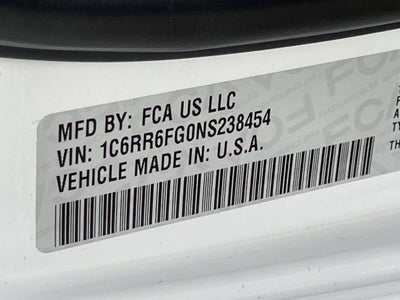 MFD BY: FCA US LLC
VIN: 1C6RR6FG0NS238454
VEHICLE MADE IN: U.S.A.